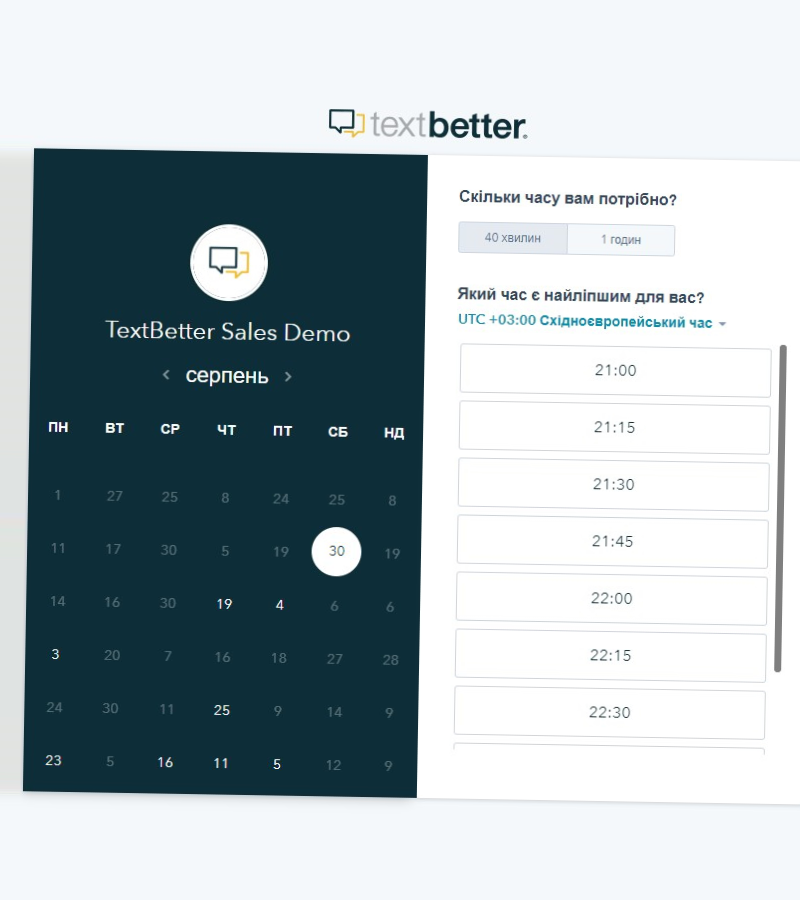 textbetter.
TextBetter Sales Demo
серпень
ПН ВТ СР ЧТ ПТ СБ НД
1 27 25 8 24 25 8
11 17 30 5 19 30 19
14 16 30 19 4 6 6
3 20 7 16 18 27 28
24 30 11 25 9 14 9
23 5 16 11 5 12 9
Скільки часу вам потрібно?
40 хвилин 1 годин
Який час є найліпшим для вас?
UTC +03:00 Східноєвропейський час
21:00
21:15
21:30
21:45
22:00
22:15
22:30